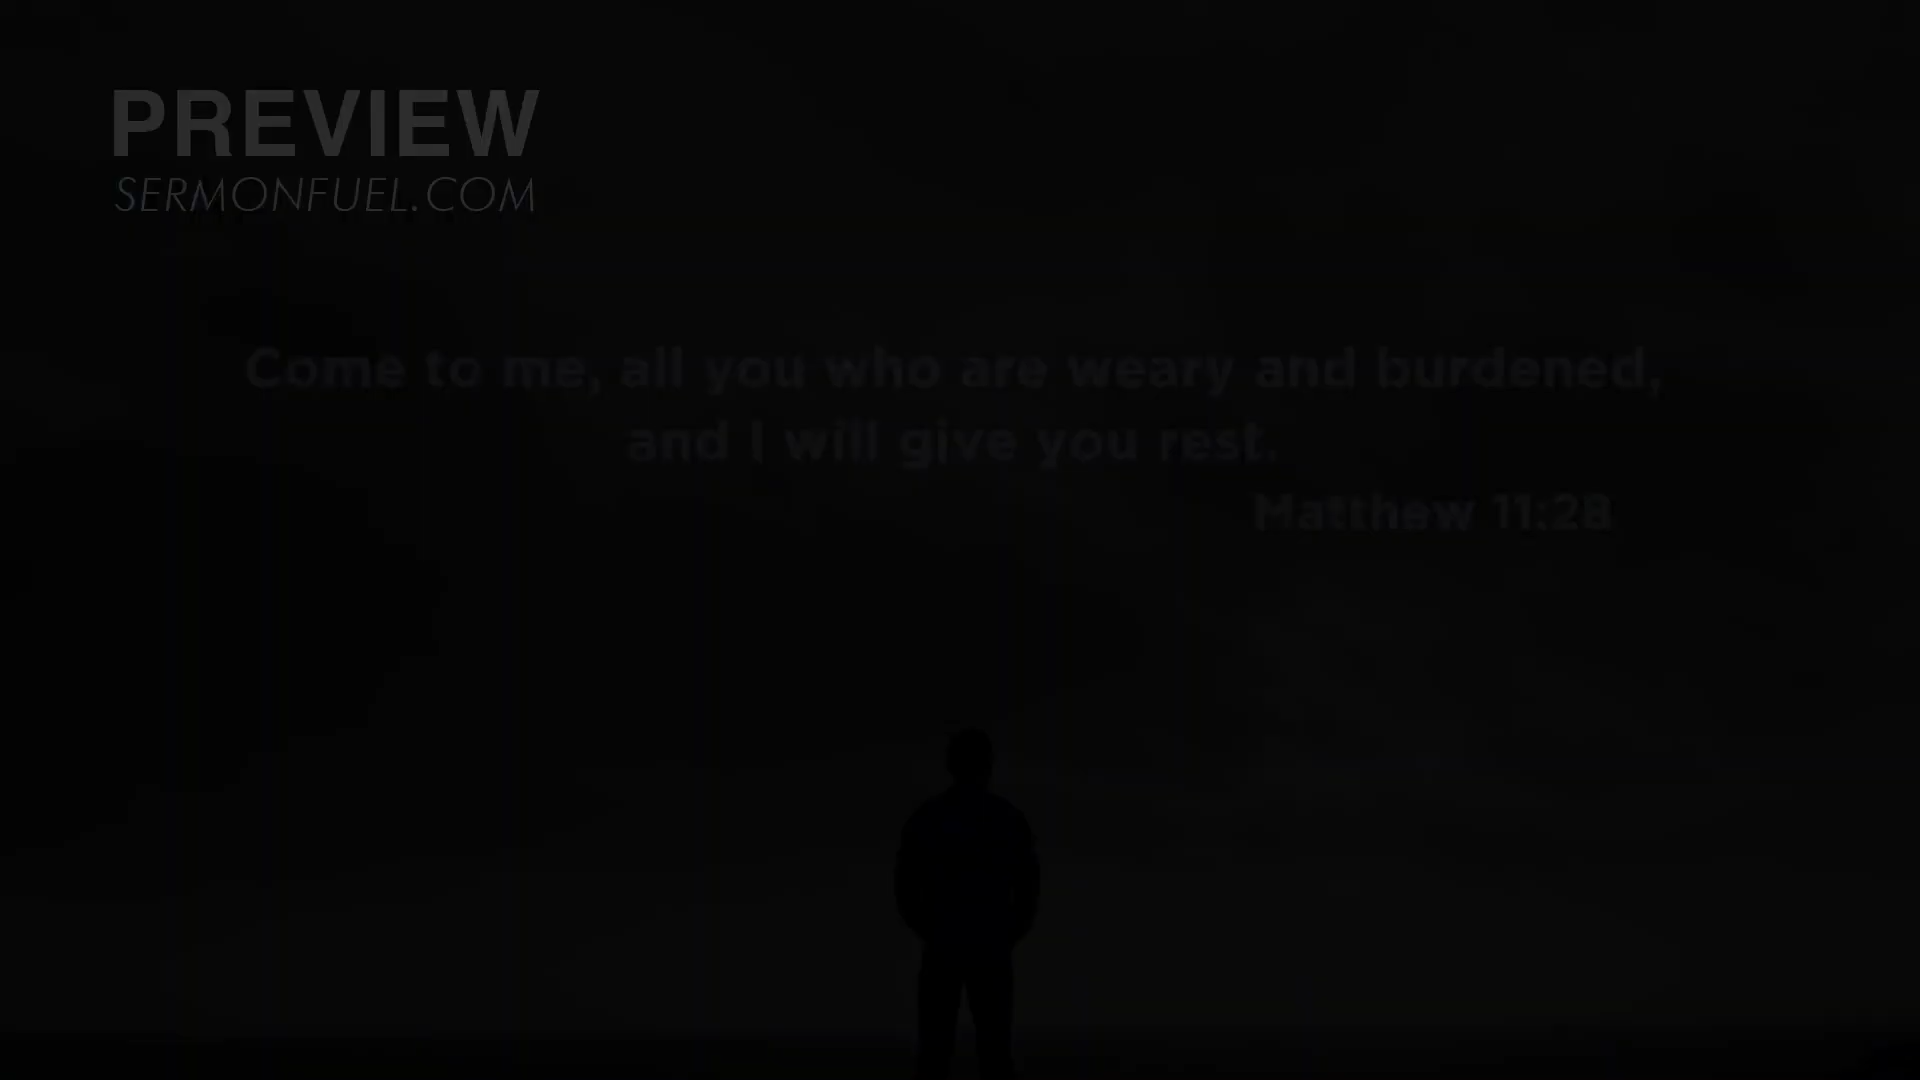 PREVIEW
SERMONFUEL.COM
Come to me, all you who are weary and burdened,
and I will give you rest.
Matthew 11:28